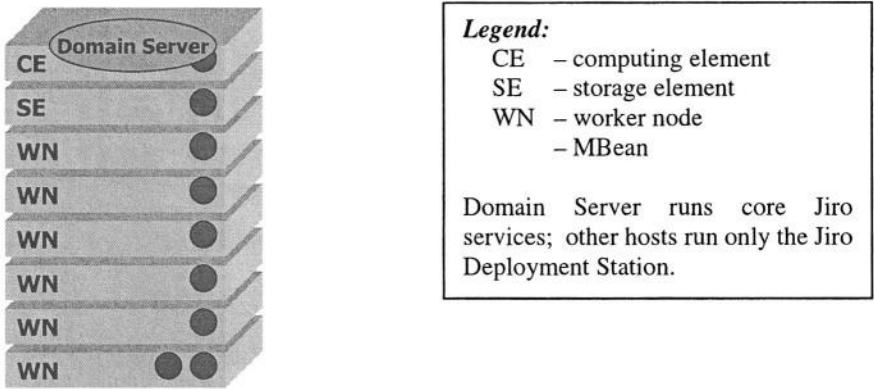 Domain Server
CE
SE
WN
WN
WN
WN
WN
WN
Legend:
CE – computing element
SE – storage element
WN – worker node
– MBean
Domain Server runs core Jiro
services; other hosts run only the Jiro
Deployment Station.